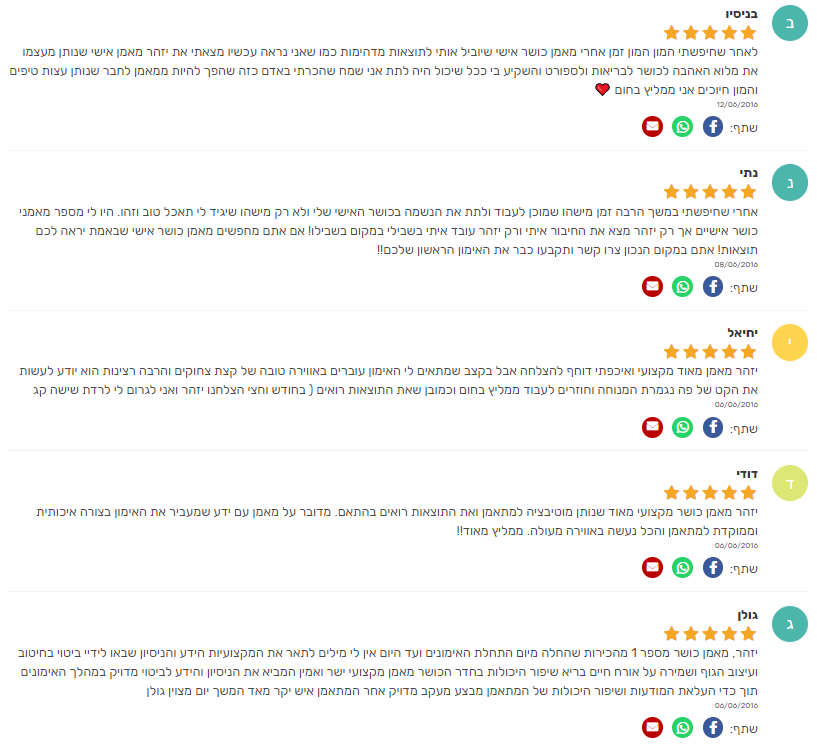 ב
בניסיו
לאחר שחיפשתי המון המון זמן אחרי מאמן כושר אישי שיוביל אותי לתוצאות מדהימות כמו שאני נראה עכשיו מצאתי את יזהר מאמן אישי שנותן מעצמו
את מלוא האהבה לכושר לבריאות ולספורט והשקיע בי ככל שיכול היה לתת אני שמח שהכרתי באדם כזה שהפך להיות ממאמן לחבר שנותן עצות טיפים
והמון חיוכים אני ממליץ בחום
12/06/2016
שתף:
נ
נתי
אחרי שחיפשתי במשך הרבה זמן מישהו שמוכן לעבוד ולתת את הנשמה בכושר האישי שלי ולא רק מישהו שיגיד לי תאכל טוב וזהו. היו לי מספר מאמני
כושר אישיים אך רק יזהר מצא את החיבור איתי ורק יזהר עובד איתי בשבילי במקום בשבילו! אם אתם מחפשים מאמן כושר אישי שבאמת יראה לכם
תוצאות! אתם במקום הנכון צרו קשר ותקבעו כבר את האימון הראשון שלכם!!
08/06/2016
שתף:
י
יחיאל
יזהר מאמן מאוד מקצועי ואיכפתי דוחף להצלחה אבל בקצב שמתאים לי האימון עוברים באווירה טובה של קצת צחוקים והרבה רצינות הוא יודע לעשות
את הקט של פה נגמרת המנוחה וחוזרים לעבוד ממליץ בחום וכמובן שאת התוצאות רואים ( בחודש וחצי הצלחנו יזהר ואני לגרום לי לרדת שישה קג
06/06/2016
שתף:
ד
דודי
יזהר מאמן כושר מקצועי מאוד שנותן מוטיבציה למתאמן ואת התוצאות רואים בהתאם. מדובר על מאמן עם ידע שמעביר את האימון בצורה איכותית
וממוקדת למתאמן והכל נעשה באווירה מעולה. ממליץ מאוד!!
06/06/2016
שתף:
ג
גולן
יזהר, מאמן כושר מספר 1 מהכירות שהחלה מיום התחלת האימונים ועד היום אין לי מילים לתאר את המקצועיות הידע והניסיון שבאו לידיי ביטוי בחיטוב
ועיצוב הגוף ושמירה על אורח חיים בריא שיפור היכולות בחדר הכושר מאמן מקצועי ישר ואמין המביא את הניסיון והידע לביטוי מדויק במהלך האימונים
תוך כדי העלאת המודעות ושיפור היכולות של המתאמן מבצע מעקב מדויק אחר המתאמן איש יקר מאד המשך יום מצוין גולן
06/06/2016
שתף: